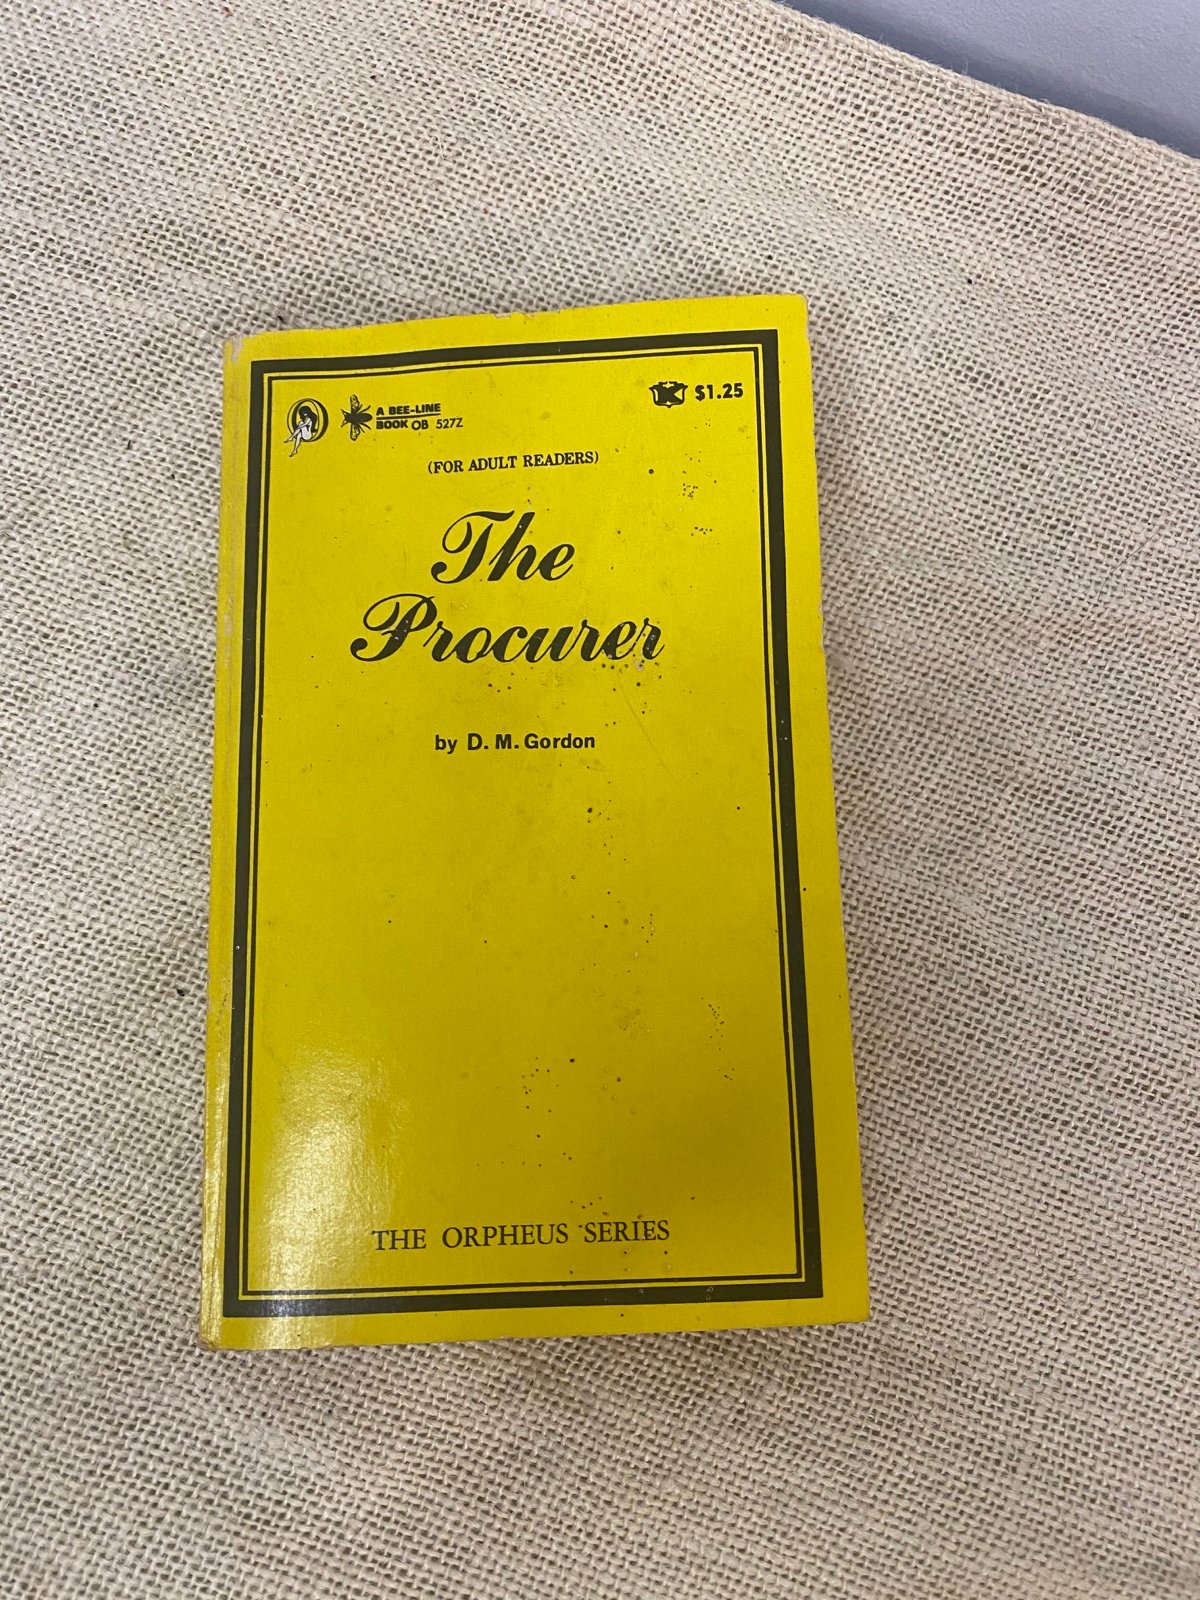 A BEE-LINE
BOOK OB 527Z
$1.25
(FOR ADULT READERS)
The
Procurer
by D. M. Gordon
THE ORPHEUS SERIES